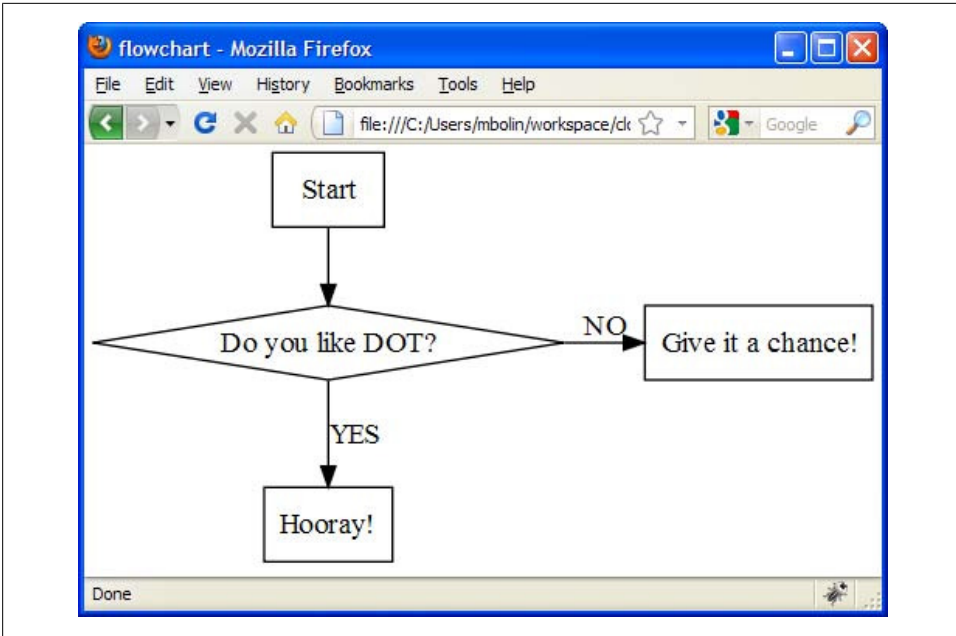 flowchart - Mozilla Firefox
File Edit View History Bookmarks Tools Help
file:///C:/Users/mbolin/workspace/clc Google
Start
Do you like DOT?
NO
Give it a chance!
YES
Hooray!
Done